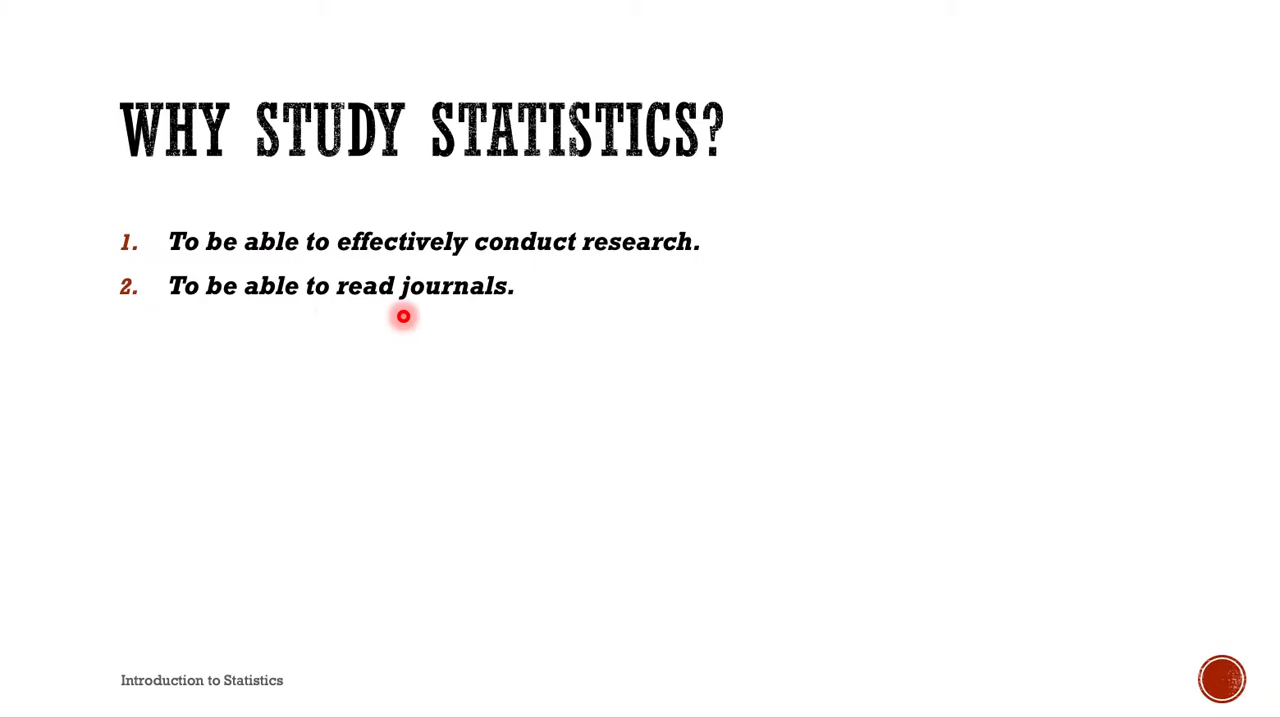 WHY STUDY STATISTICS?
1. To be able to effectively conduct research.
2. To be able to read journals.
Introduction to Statistics